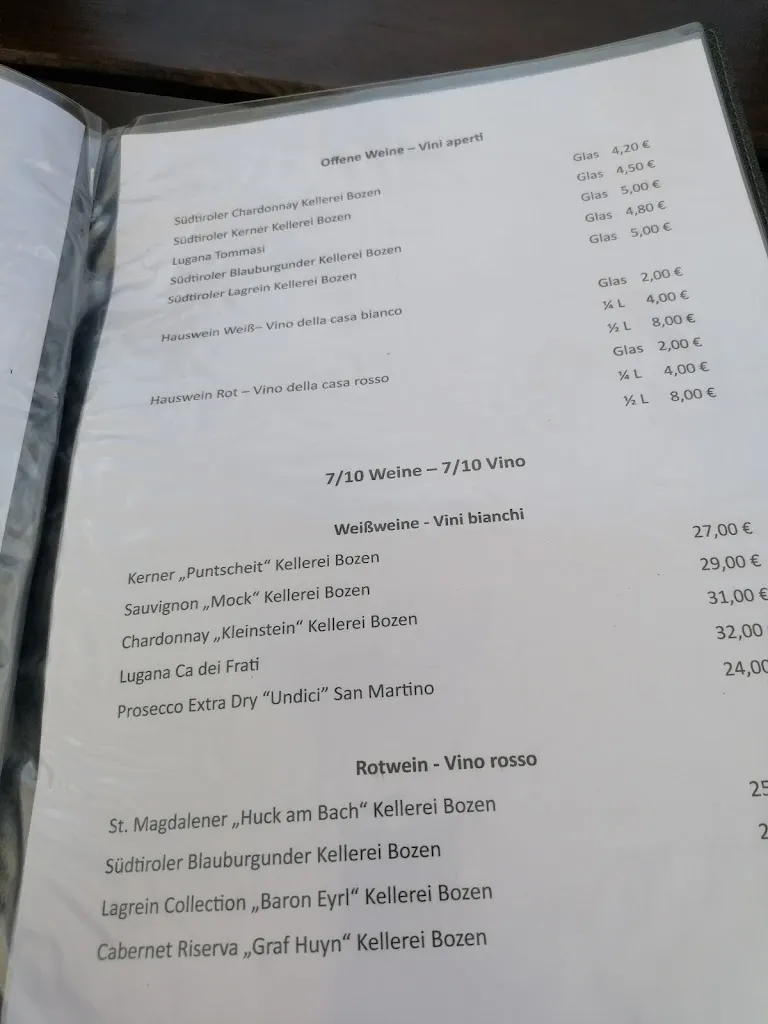 Offene Weine – Vini aperti
Südtiroler Chardonnay Kellerei Bozen Glas 4,20 €
Südtiroler Kerner Kellerei Bozen Glas 4,50 €
Lugana Tommasi Glas 5,00 €
Südtiroler Blauburgunder Kellerei Bozen Glas 4,80 €
Südtiroler Lagrein Kellerei Bozen Glas 5,00 €
Hauswein Weiß– Vino della casa bianco Glas 2,00 €
¼ L 4,00 €
½ L 8,00 €
Hauswein Rot – Vino della casa rosso Glas 2,00 €
¼ L 4,00 €
½ L 8,00 €
7/10 Weine – 7/10 Vino
Weißweine - Vini bianchi
Kerner „Puntscheit“ Kellerei Bozen 27,00 €
Sauvignon „Mock“ Kellerei Bozen 29,00 €
Chardonnay „Kleinstein“ Kellerei Bozen 31,00 €
Lugana Ca dei Frati 32,00
Prosecco Extra Dry “Undici” San Martino 24,00
Rotwein - Vino rosso
St. Magdalener „Huck am Bach“ Kellerei Bozen 25
Südtiroler Blauburgunder Kellerei Bozen 2
Lagrein Collection „Baron Eyrl“ Kellerei Bozen
Cabernet Riserva „Graf Huyn“ Kellerei Bozen